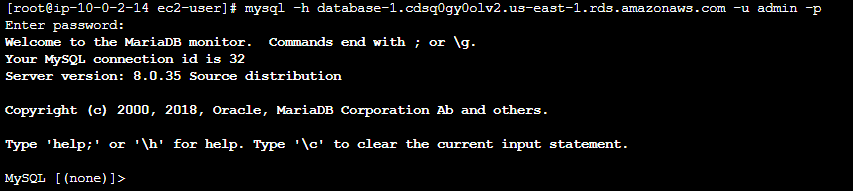 [root@ip-10-0-2-14 ec2-user]# mysql -h database-1.cdsq0gy0olv2.us-east-1.rds.amazonaws.com -u admin -p
Enter password:
Welcome to the MariaDB monitor.  Commands end with ; or \g.
Your MySQL connection id is 32
Server version: 8.0.35 Source distribution
Copyright (c) 2000, 2018, Oracle, MariaDB Corporation Ab and others.
Type 'help;' or '\h' for help. Type '\c' to clear the current input statement.
MySQL [(none)]>